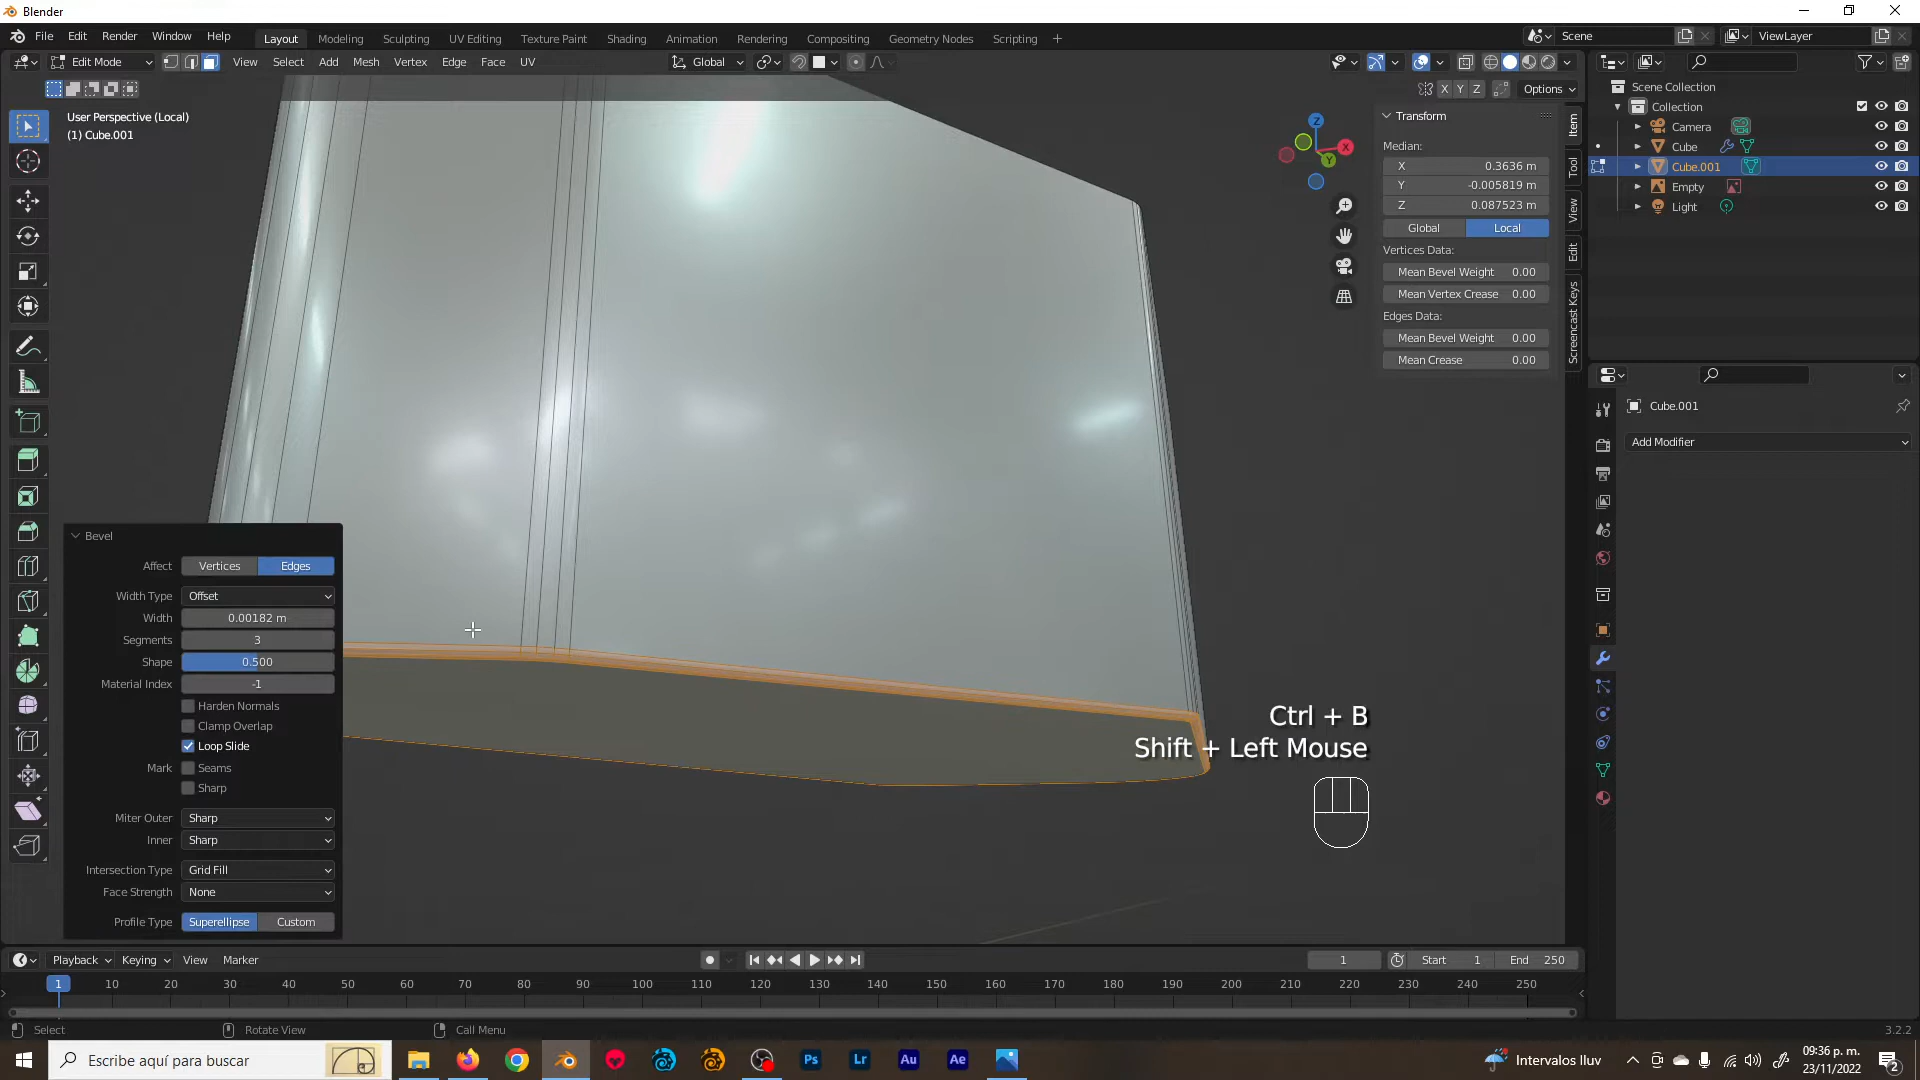 Blender
File Edit Render Window Help Layout Modeling Sculpting UV Editing Texture Paint Shading Animation Rendering Compositing Geometry Nodes Scripting + Scene ViewLayer
Edit Mode View Select Add Mesh Vertex Edge Face UV Global
X Y Z Options
User Perspective (Local)
(1) Cube.001
Z
X
Y
Transform
Median:
X 0.3636 m
Y -0.005819 m
Z 0.087523 m
Global Local
Vertices Data:
Mean Bevel Weight 0.00
Mean Vertex Crease 0.00
Edges Data:
Mean Bevel Weight 0.00
Mean Crease 0.00
Item
Tool
View
Edit
Screencast Keys
Scene Collection
Collection
Camera
Cube
Cube.001
Empty
Light
Cube.001
Add Modifier
Bevel
Affect Vertices Edges
Width Type Offset
Width 0.00182 m
Segments 3
Shape 0.500
Material Index -1
Harden Normals
Clamp Overlap
Loop Slide
Mark Seams
Sharp
Miter Outer Sharp
Inner Sharp
Intersection Type Grid Fill
Face Strength None
Profile Type Superellipse Custom
Ctrl + B
Shift + Left Mouse
Playback Keying View Marker 1 Start 1 End 250
1 10 20 30 40 50 60 70 80 90 100 110 120 130 140 150 160 170 180 190 200 210 220 230 240 250
Select Rotate View Call Menu 3.2.2
Escribe aquí para buscar Ps Lr Au Ae Intervalos lluv 09:36 p. m.
23/11/2022 2